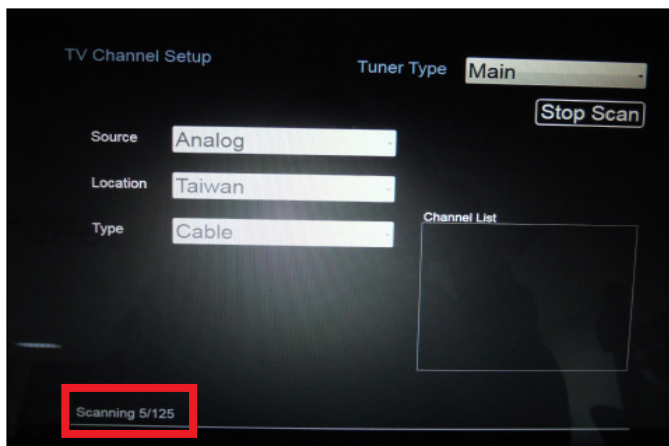 TV Channel Setup
Tuner Type Main
Stop Scan
Source Analog
Location Taiwan
Type Cable
Channel List
Scanning 5/125